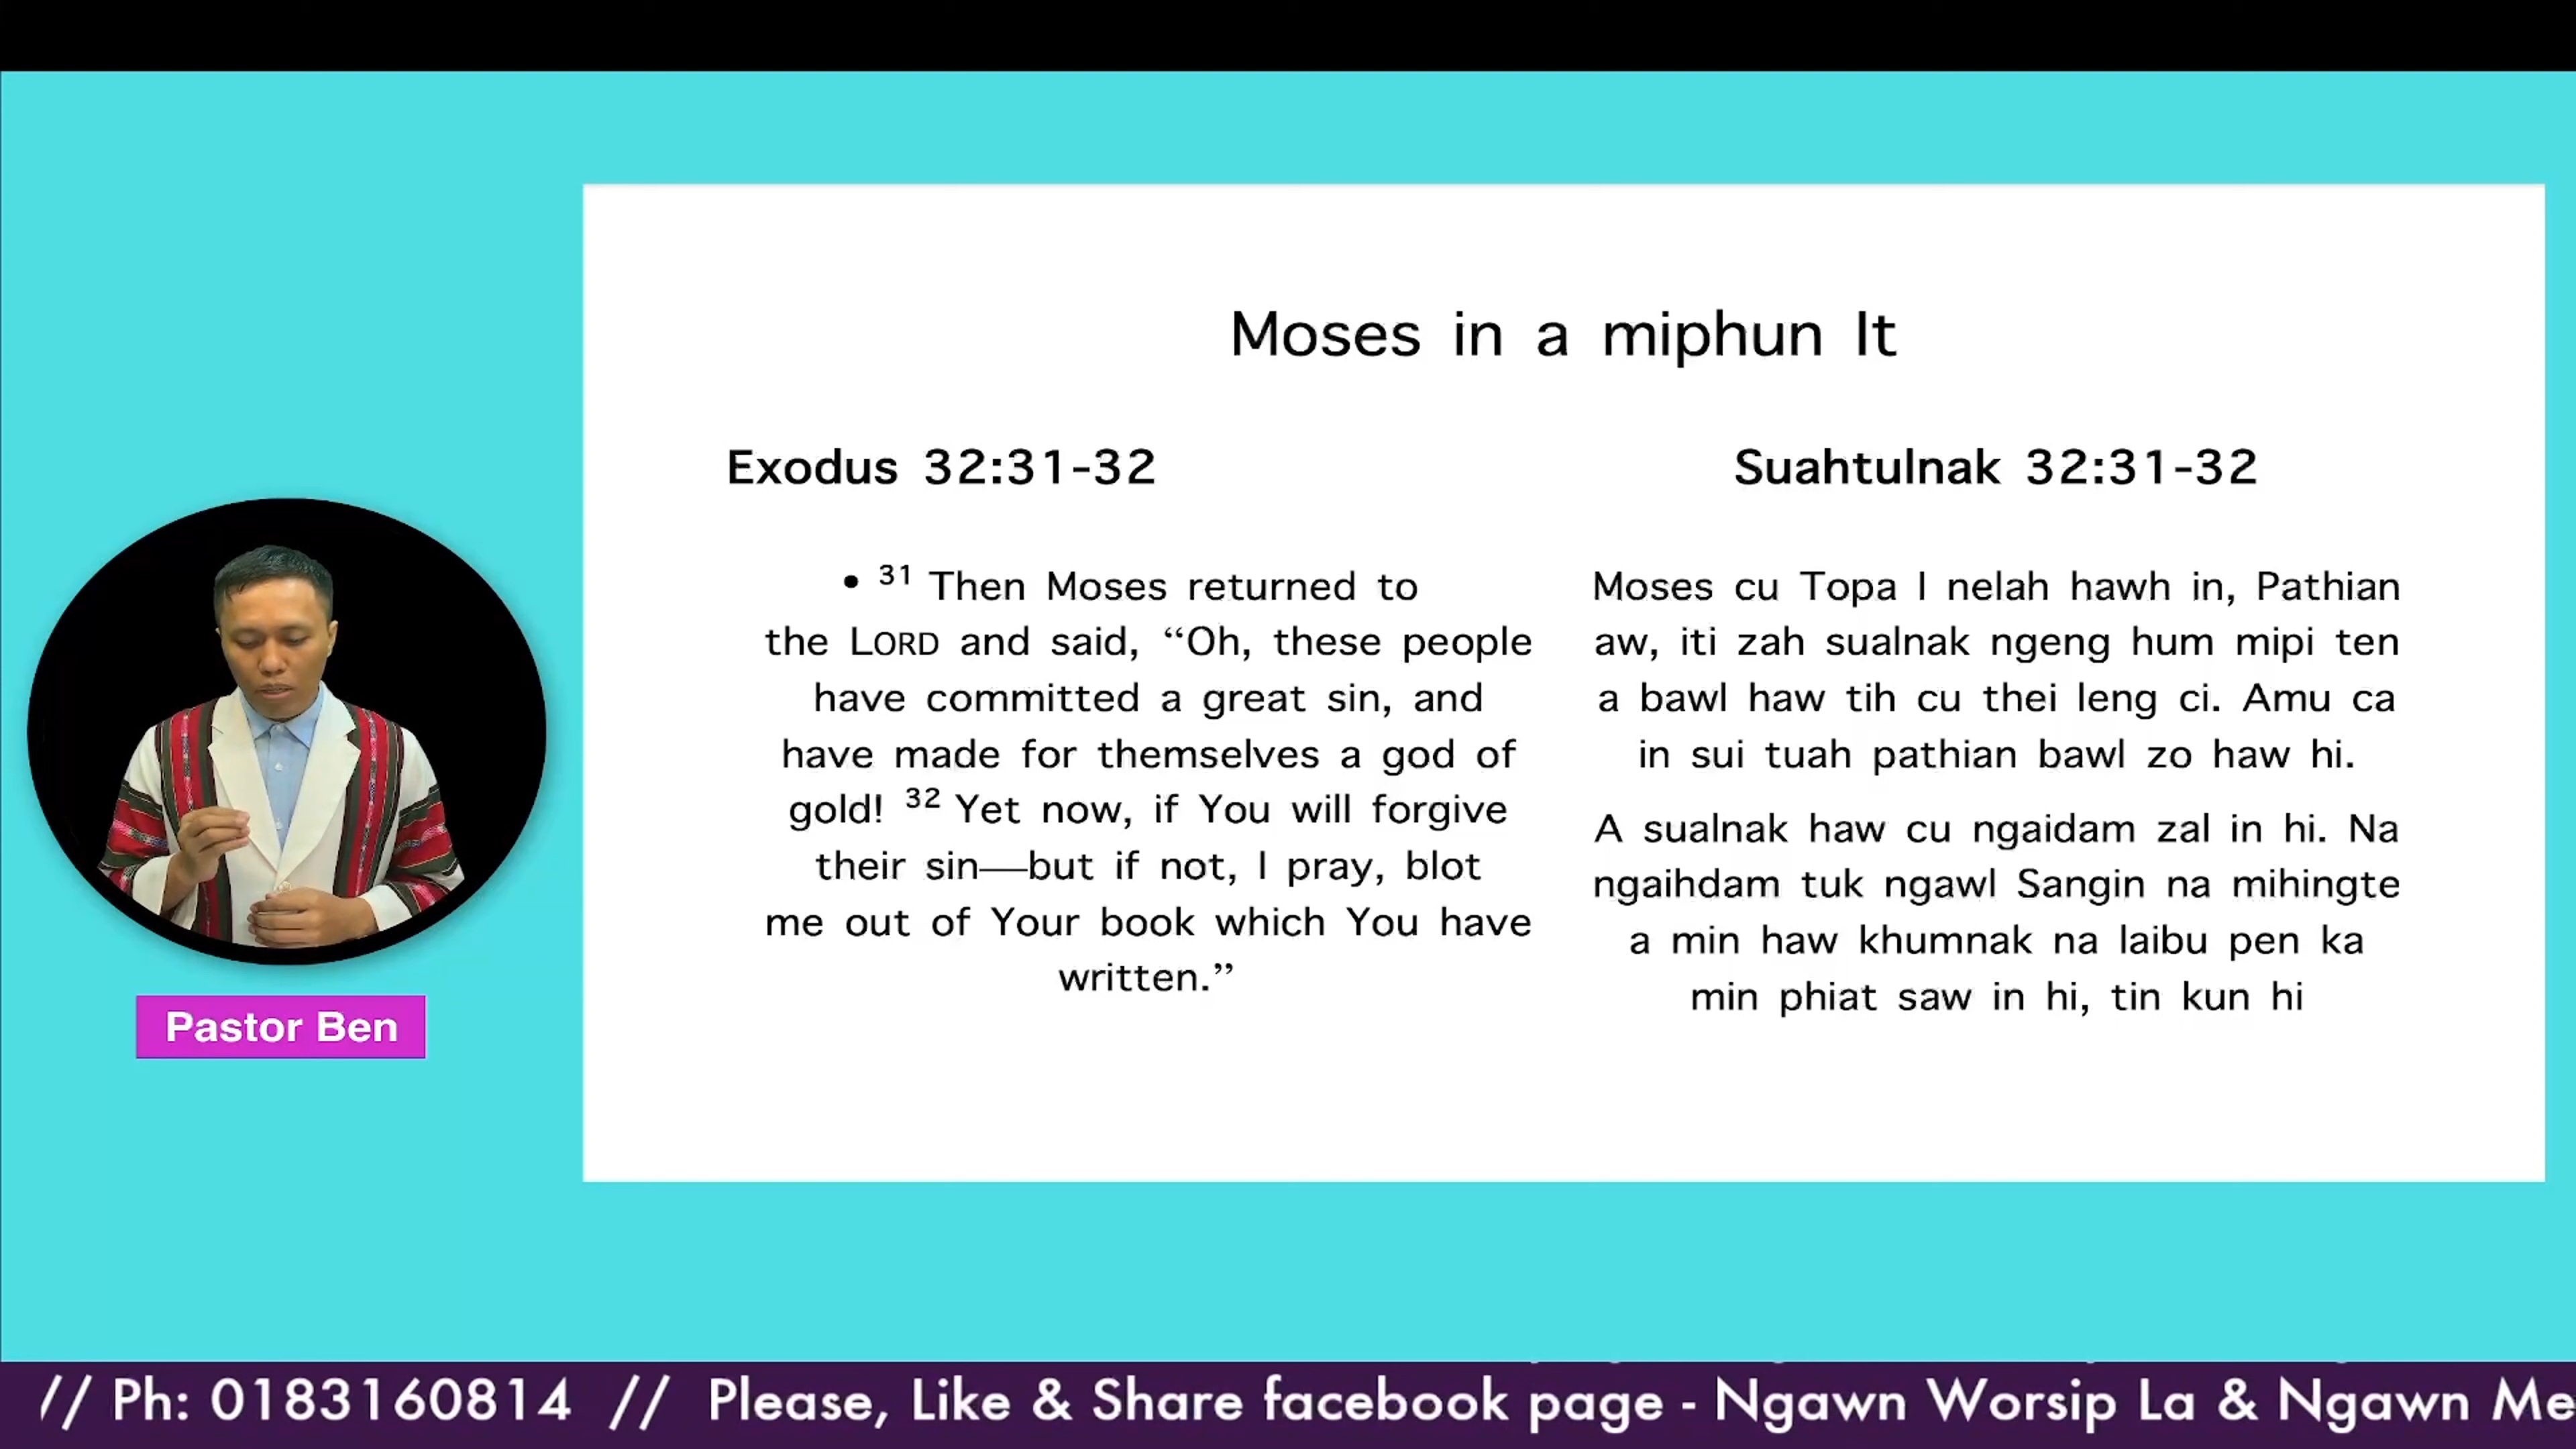 Moses in a miphun It
Exodus 32:31-32
• 31 Then Moses returned to
the LORD and said, “Oh, these people
have committed a great sin, and
have made for themselves a god of
gold! 32 Yet now, if You will forgive
their sin—but if not, I pray, blot
me out of Your book which You have
written.”
Suahtulnak 32:31-32
Moses cu Topa I nelah hawh in, Pathian
aw, iti zah sualnak ngeng hum mipi ten
a bawl haw tih cu thei leng ci. Amu ca
in sui tuah pathian bawl zo haw hi.
A sualnak haw cu ngaidam zal in hi. Na
ngaihdam tuk ngawl Sangin na mihingte
a min haw khumnak na laibu pen ka
min phiat saw in hi, tin kun hi
Pastor Ben
// Ph: 0183160814 // Please, Like & Share facebook page - Ngawn Worsip La & Ngawn Me